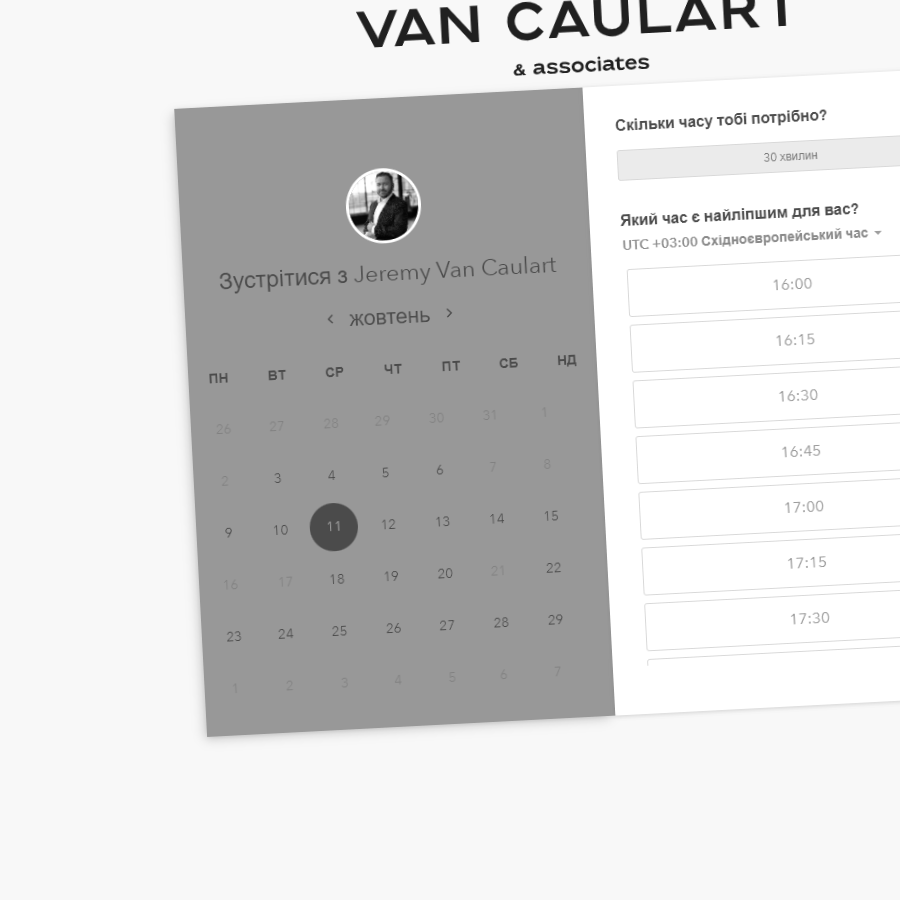 VAN CAULART
& associates
Зустрітися з Jeremy Van Caulart
жовтень
ПН ВТ СР ЧТ ПТ СБ НД
26 27 28 29 30 31 1
2 3 4 5 6 7 8
9 10 11 12 13 14 15
16 17 18 19 20 21 22
23 24 25 26 27 28 29
1 2 3 4 5 6 7
Скільки часу тобі потрібно?
30 хвилин
Який час є найліпшим для вас?
UTC +03:00 Східноєвропейський час
16:00
16:15
16:30
16:45
17:00
17:15
17:30